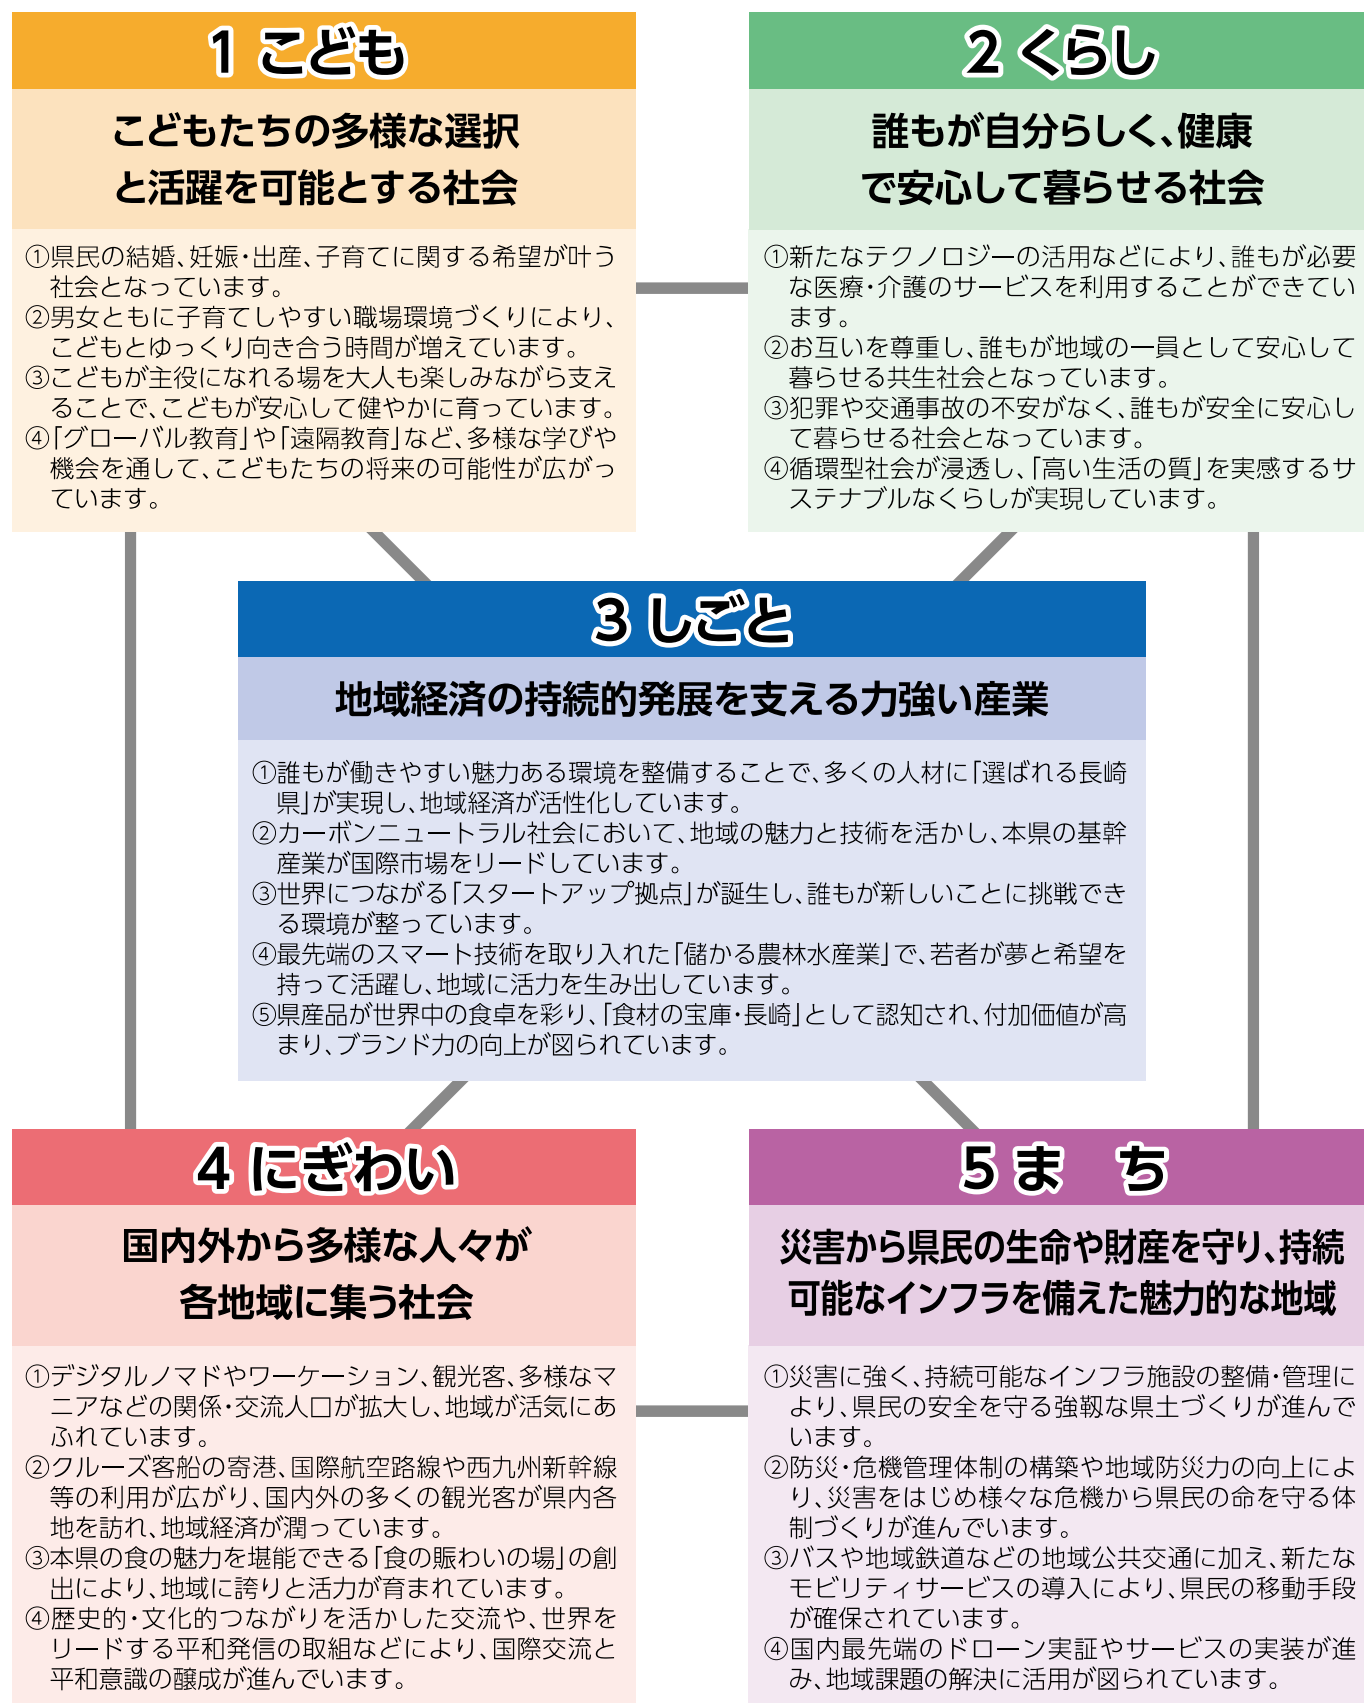 1 こども
こどもたちの多様な選択
と活躍を可能とする社会
①県民の結婚、妊娠・出産、子育てに関する希望が叶う
社会となっています。
②男女ともに子育てしやすい職場環境づくりにより、
こどもとゆっくり向き合う時間が増えています。
③こどもが主役になれる場を大人も楽しみながら支え
ることで、こどもが安心して健やかに育っています。
④「グローバル教育」や「遠隔教育」など、多様な学びや
機会を通して、こどもたちの将来の可能性が広がっ
ています。
2 くらし
誰もが自分らしく、健康
で安心して暮らせる社会
①新たなテクノロジーの活用などにより、誰もが必要
な医療・介護のサービスを利用することができてい
ます。
②お互いを尊重し、誰もが地域の一員として安心して
暮らせる共生社会となっています。
③犯罪や交通事故の不安がなく、誰もが安全に安心し
て暮らせる社会となっています。
④循環型社会が浸透し、「高い生活の質」を実感するサ
ステナブルなくらしが実現しています。
3 しごと
地域経済の持続的発展を支える力強い産業
①誰もが働きやすい魅力ある環境を整備することで、多くの人材に「選ばれる長崎
県」が実現し、地域経済が活性化しています。
②カーボンニュートラル社会において、地域の魅力と技術を活かし、本県の基幹
産業が国際市場をリードしています。
③世界につながる「スタートアップ拠点」が誕生し、誰もが新しいことに挑戦でき
る環境が整っています。
④最先端のスマート技術を取り入れた「儲かる農林水産業」で、若者が夢と希望を
持って活躍し、地域に活力を生み出しています。
⑤県産品が世界中の食卓を彩り、「食材の宝庫・長崎」として認知され、付加価値が高
まり、ブランド力の向上が図られています。
4 にぎわい
国内外から多様な人々が
各地域に集う社会
①デジタルノマドやワーケーション、観光客、多様なマ
ニアなどの関係・交流人口が拡大し、地域が活気にあ
ふれています。
②クルーズ客船の寄港、国際航空路線や西九州新幹線
等の利用が広がり、国内外の多くの観光客が県内各
地を訪れ、地域経済が潤っています。
③本県の食の魅力を堪能できる「食の賑わいの場」の創
出により、地域に誇りと活力が育まれています。
④歴史的・文化的つながりを活かした交流や、世界を
リードする平和発信の取組などにより、国際交流と
平和意識の醸成が進んでいます。
5 ま ち
災害から県民の生命や財産を守り、持続
可能なインフラを備えた魅力的な地域
①災害に強く、持続可能なインフラ施設の整備・管理に
より、県民の安全を守る強靱な県土づくりが進んで
います。
②防災・危機管理体制の構築や地域防災力の向上によ
り、災害をはじめ様々な危機から県民の命を守る体
制づくりが進んでいます。
③バスや地域鉄道などの地域公共交通に加え、新たな
モビリティサービスの導入により、県民の移動手段
が確保されています。
④国内最先端のドローン実証やサービスの実装が進
み、地域課題の解決に活用が図られています。